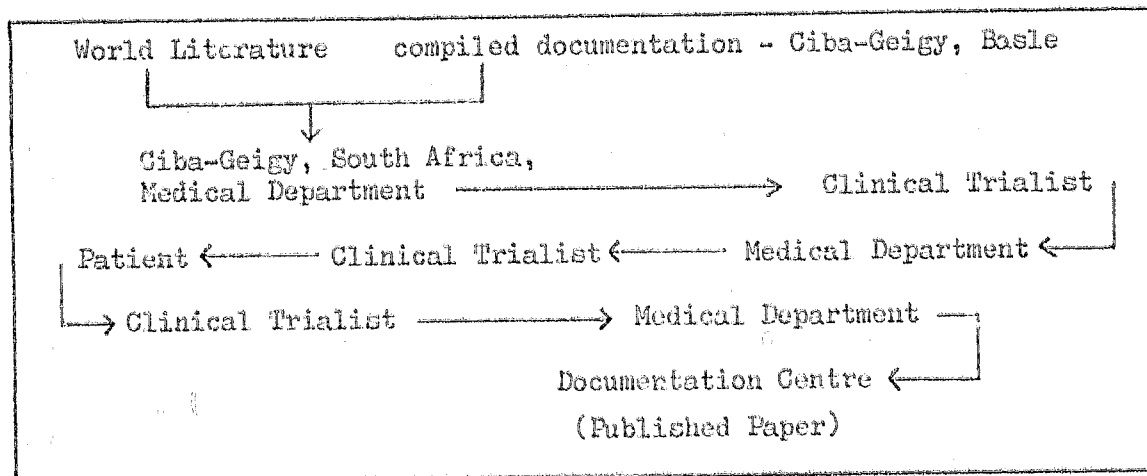 World Literature compiled documentation - Ciba-Geigy, Basle
Ciba-Geigy, South Africa,
Medical Department Clinical Trialist
Patient Clinical Trialist Medical Department
Clinical Trialist Medical Department
Documentation Centre
(Published Paper)